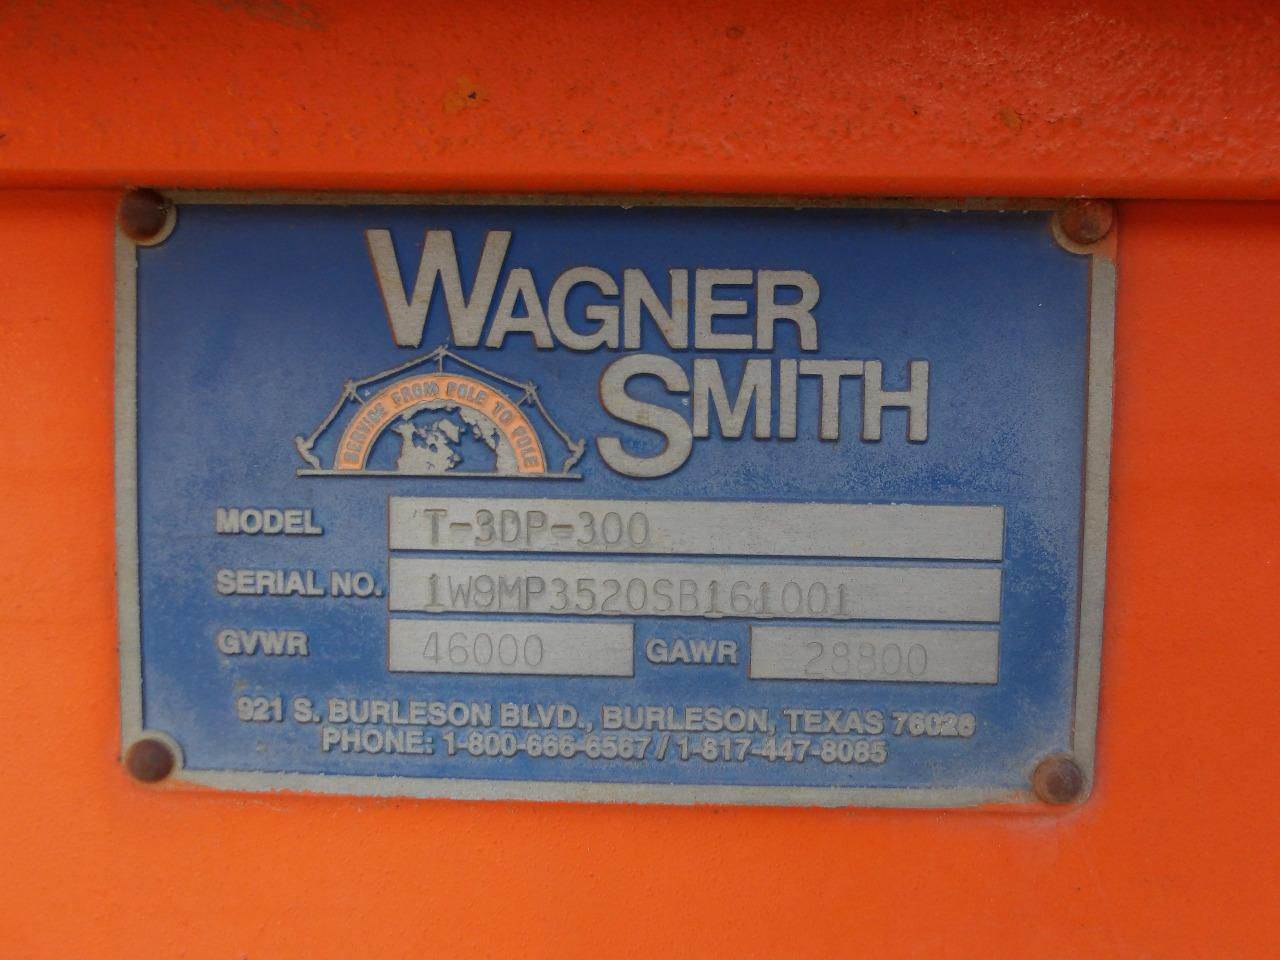 WAGNER
SMITH
SERVICE FROM POLE TO POLE
MODEL T-3DP-300
SERIAL NO. 1W9MP3520SB161001
GVWR 46000 GAWR 28800
921 S. BURLESON BLVD., BURLESON, TEXAS 76028
PHONE: 1-800-666-6567 / 1-817-447-8085